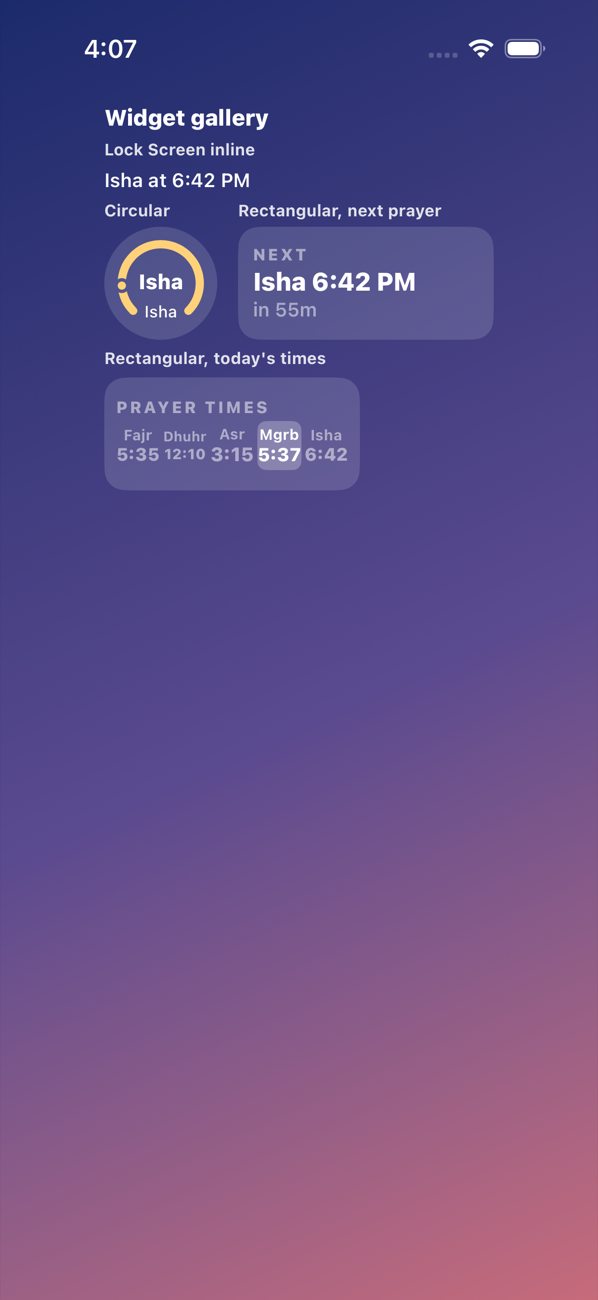 4:07
Widget gallery
Lock Screen inline
Isha at 6:42 PM
Circular
Rectangular, next prayer
Isha
Isha
NEXT
Isha 6:42 PM
in 55m
Rectangular, today's times
PRAYER TIMES
Fajr Dhuhr Asr Mgrb Isha
5:35 12:10 3:15 5:37 6:42